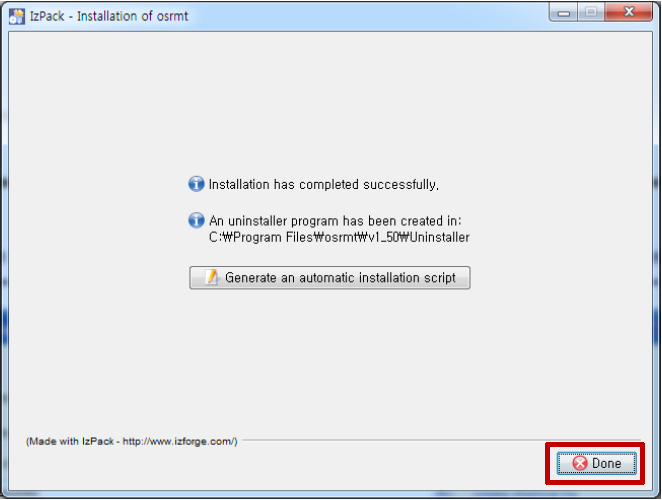 IzPack - Installation of osrmt
Installation has completed successfully.
An uninstaller program has been created in:
C:₩Program Files₩osrmt₩v1_50₩Uninstaller
Generate an automatic installation script
(Made with IzPack - http://www.izforge.com/)
Done